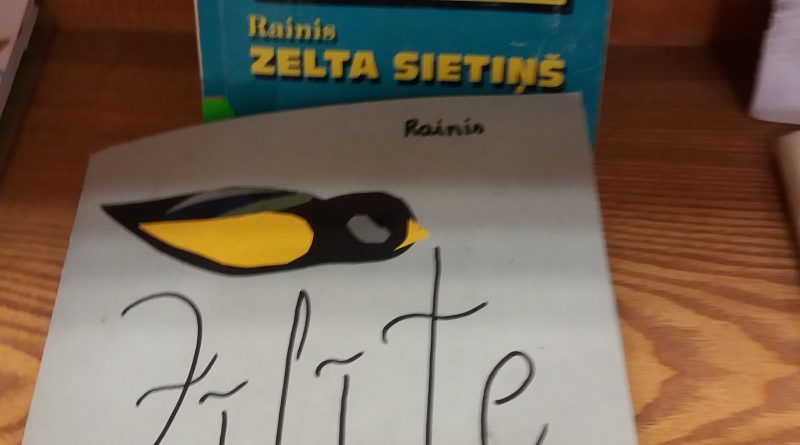 Rainis
ZELTA SIETIŅŠ
Rainis
Zīlīte